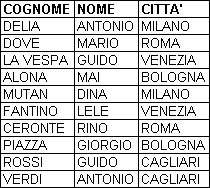 COGNOME NOME CITTA'
DELIA ANTONIO MILANO
DOVE MARIO ROMA
LA VESPA GUIDO VENEZIA
ALONA MAI BOLOGNA
MUTAN DINA MILANO
FANTINO LELE VENEZIA
CERONTE RINO ROMA
PIAZZA GIORGIO BOLOGNA
ROSSI GUIDO CAGLIARI
VERDI ANTONIO CAGLIARI